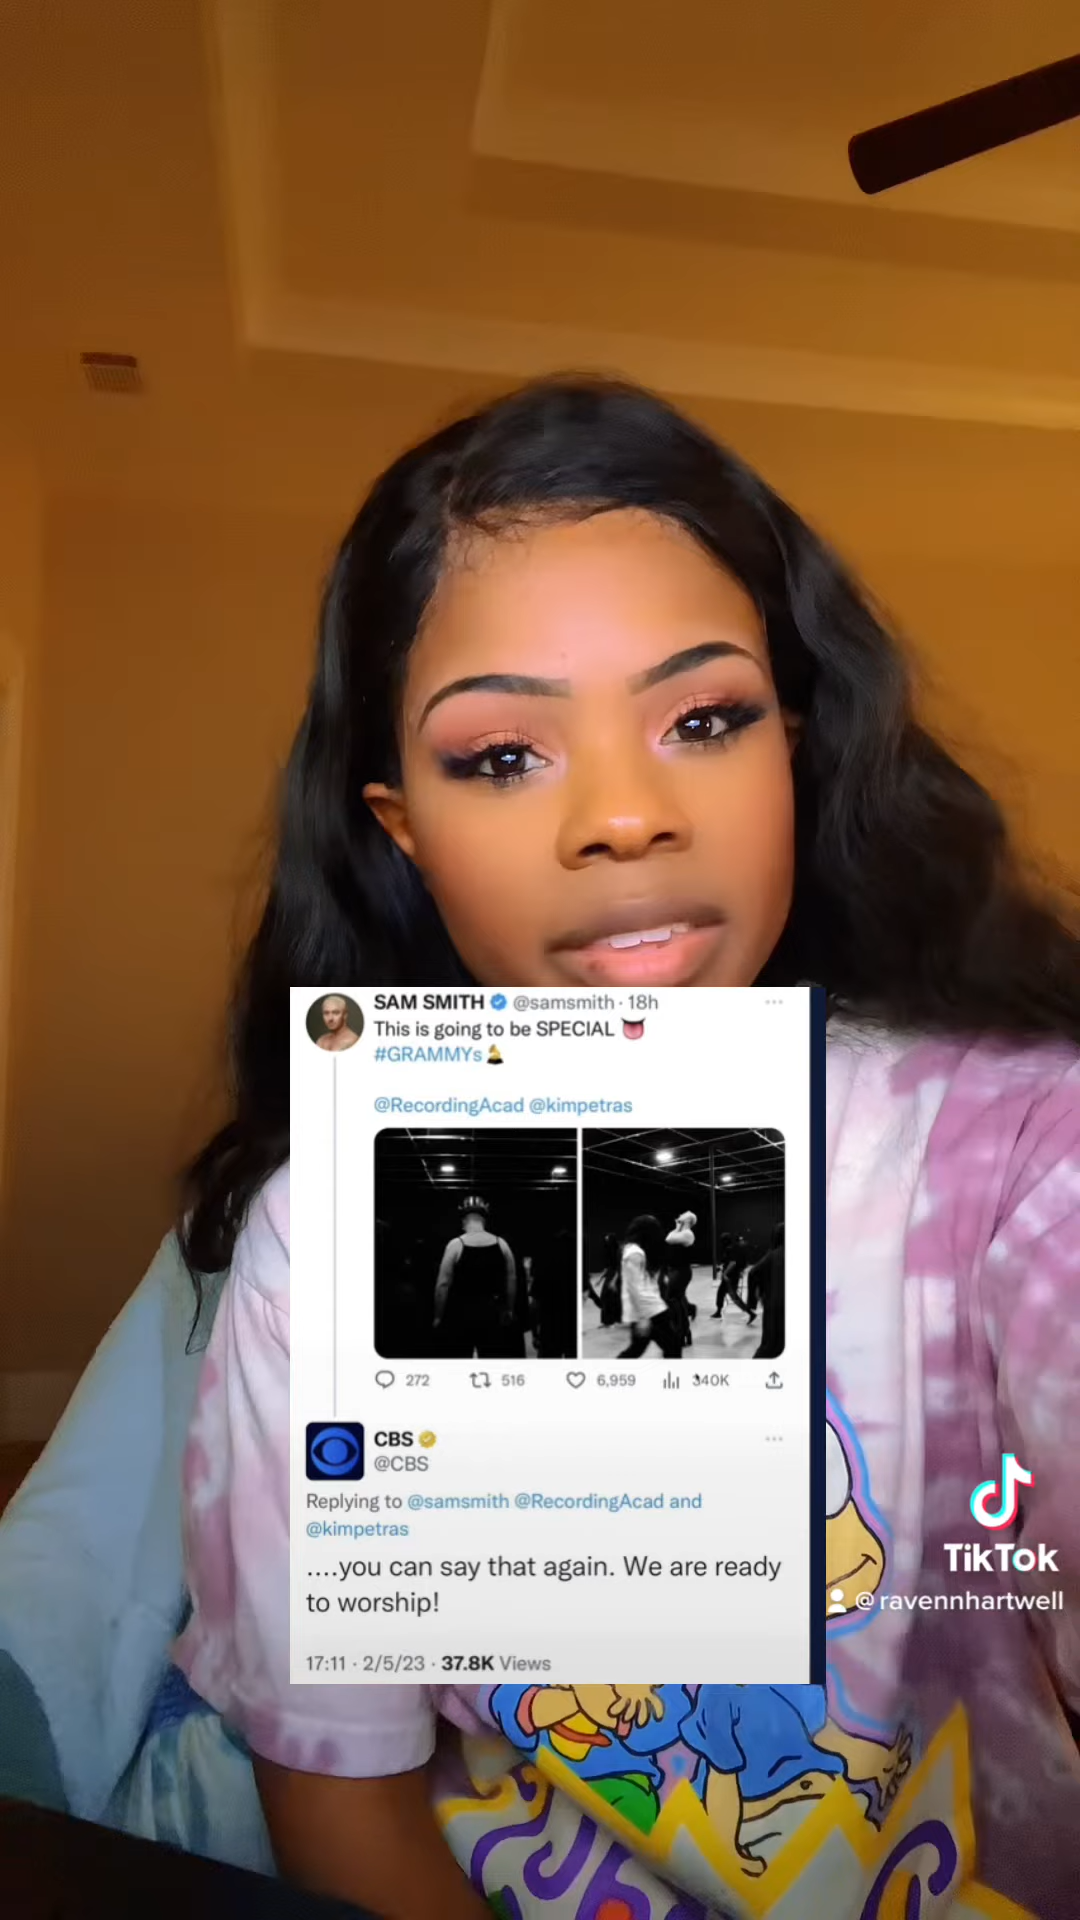 SAM SMITH @samsmith · 18h
This is going to be SPECIAL 👅
#GRAMMYs
@RecordingAcad @kimpetras
272 516 6,959 340K
CBS
@CBS
Replying to @samsmith @RecordingAcad and
@kimpetras
....you can say that again. We are ready
to worship!
17:11 · 2/5/23 · 37.8K Views
TikTok
@ravennhartwell